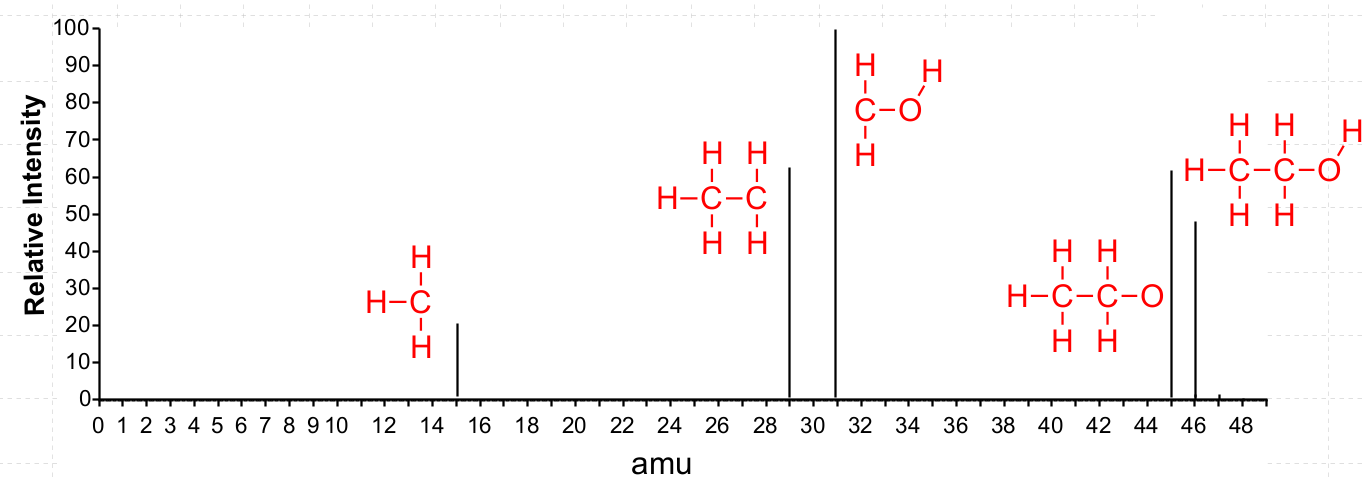 Relative Intensity
100
90
80
70
60
50
40
30
20
10
0
H
H–C
H
H H
H–C–C
H H
H
H
C–O
H
H H
H–C–C–O
H H
H
H H
H–C–C–O
H H
0 1 2 3 4 5 6 7 8 9 10 12 14 16 18 20 22 24 26 28 30 32 34 36 38 40 42 44 46 48
amu